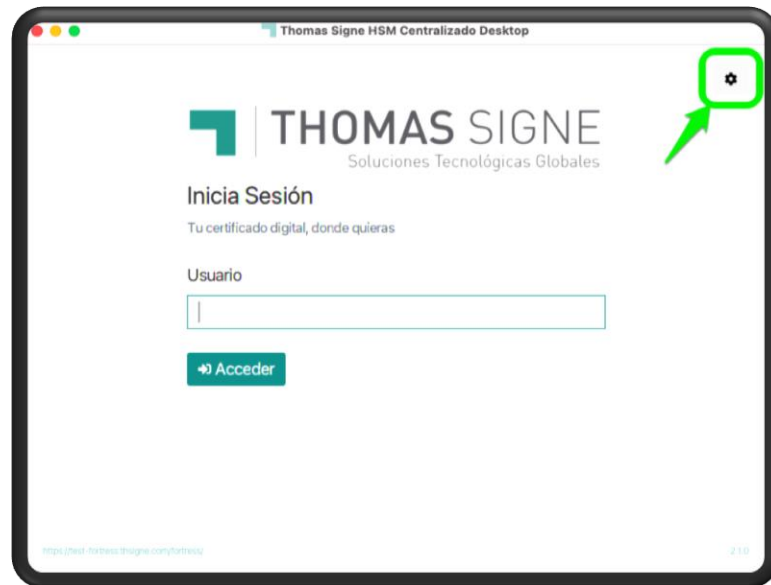 Thomas Signe HSM Centralizado Desktop
THOMAS SIGNE
Soluciones Tecnológicas Globales
Inicia Sesión
Tu certificado digital, donde quieras
Usuario
Acceder
https://test-fortress.thsigne.com/fortress/
2.1.0